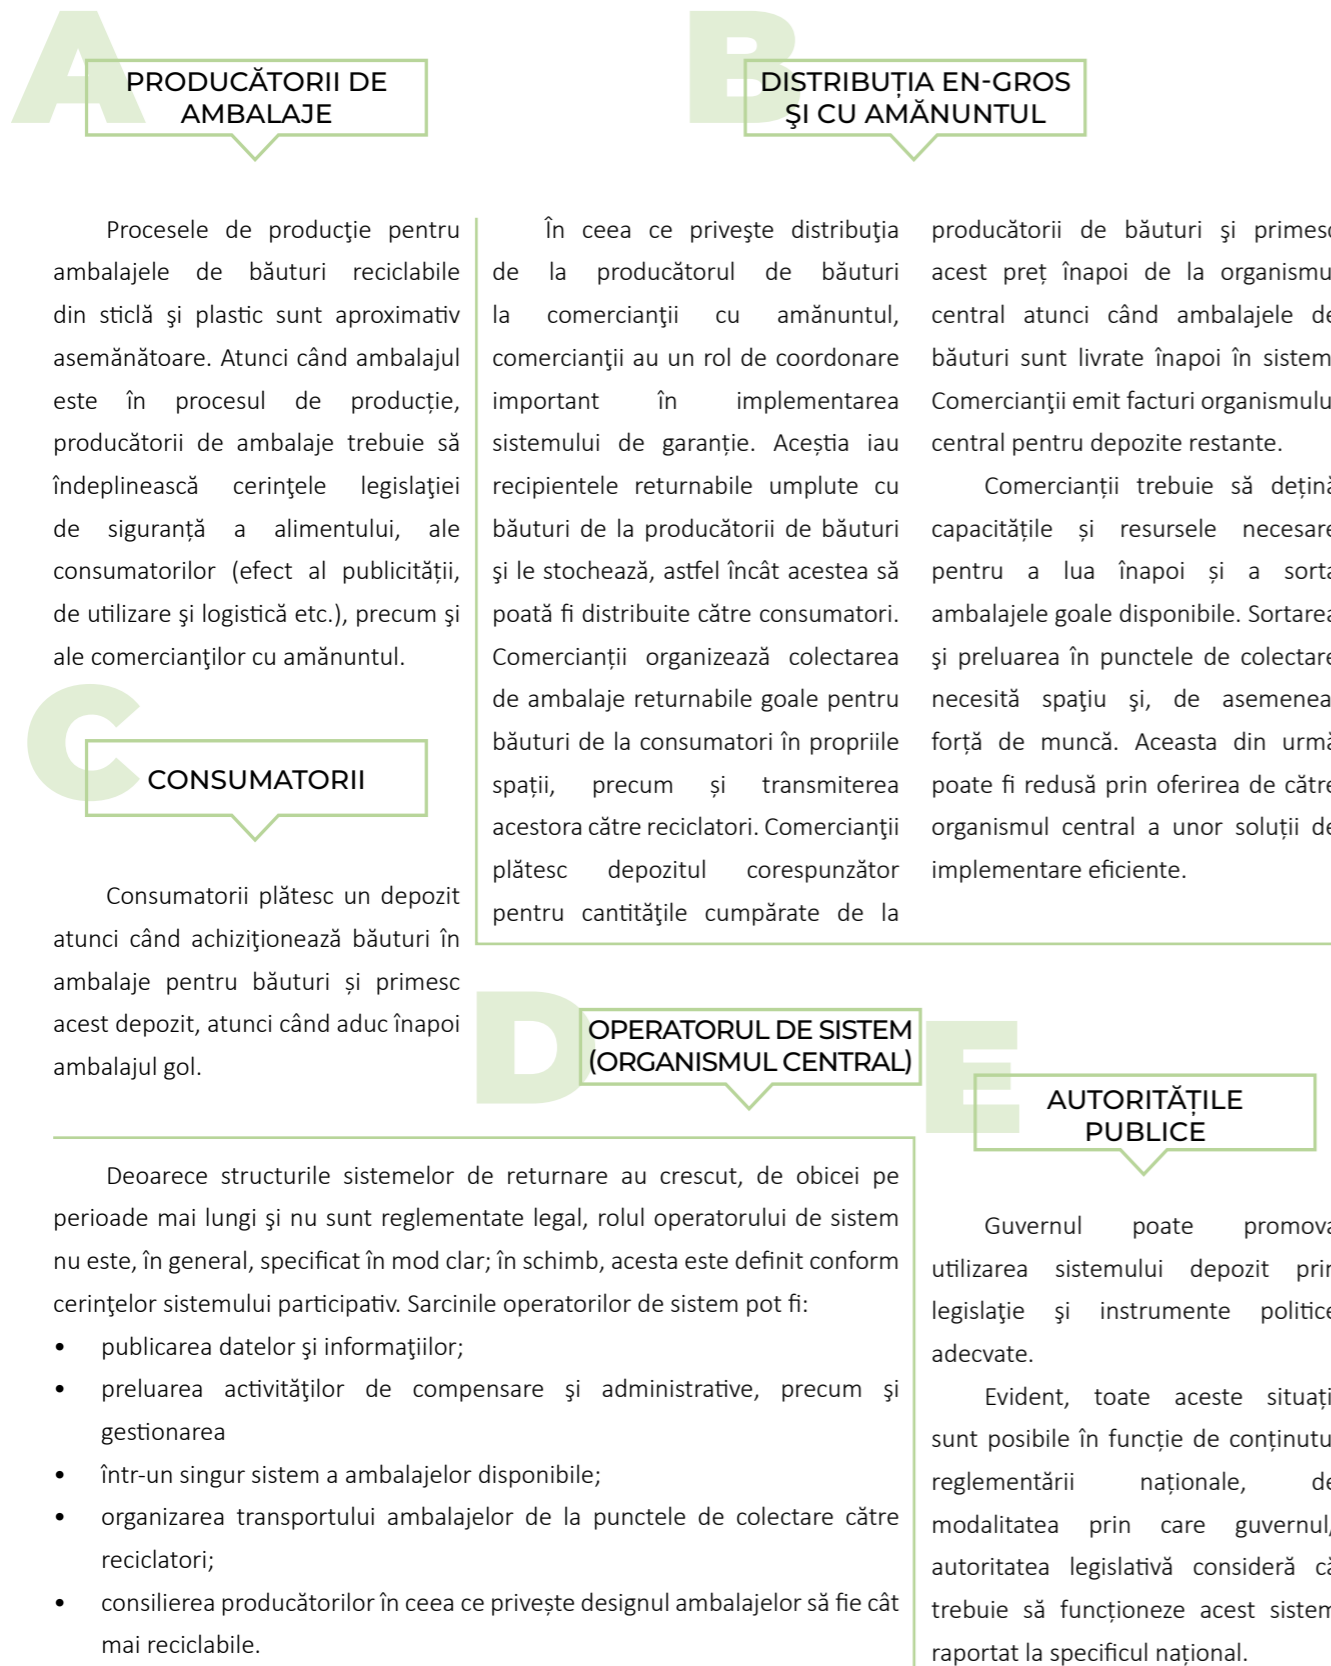 A
PRODUCĂTORII DE
AMBALAJE
Procesele de producţie pentru
ambalajele de băuturi reciclabile
din sticlă şi plastic sunt aproximativ
asemănătoare. Atunci când ambalajul
este în procesul de producție,
producătorii de ambalaje trebuie să
îndeplinească cerinţele legislaţiei
de siguranță a alimentului, ale
consumatorilor (efect al publicității,
de utilizare şi logistică etc.), precum şi
ale comercianţilor cu amănuntul.
B
DISTRIBUȚIA EN-GROS
ŞI CU AMĂNUNTUL
În ceea ce priveşte distribuţia
de la producătorul de băuturi
la comercianţii cu amănuntul,
comercianţii au un rol de coordonare
important în implementarea
sistemului de garanție. Aceștia iau
recipientele returnabile umplute cu
băuturi de la producătorii de băuturi
şi le stochează, astfel încât acestea să
poată fi distribuite către consumatori.
Comercianții organizează colectarea
de ambalaje returnabile goale pentru
băuturi de la consumatori în propriile
spații, precum și transmiterea
acestora către reciclatori. Comercianţii
plătesc depozitul corespunzător
pentru cantităţile cumpărate de la
producătorii de băuturi şi primesc
acest preț înapoi de la organismu
central atunci când ambalajele de
băuturi sunt livrate înapoi în sistem
Comercianţii emit facturi organismulu
central pentru depozite restante.
Comercianții trebuie să dețină
capacitățile și resursele necesare
pentru a lua înapoi și a sorta
ambalajele goale disponibile. Sortarea
şi preluarea în punctele de colectare
necesită spaţiu şi, de asemenea
forță de muncă. Aceasta din urmă
poate fi redusă prin oferirea de către
organismul central a unor soluții de
implementare eficiente.
C
CONSUMATORII
Consumatorii plătesc un depozit
atunci când achiziţionează băuturi în
ambalaje pentru băuturi și primesc
acest depozit, atunci când aduc înapoi
ambalajul gol.
D
OPERATORUL DE SISTEM
(ORGANISMUL CENTRAL)
Deoarece structurile sistemelor de returnare au crescut, de obicei pe
perioade mai lungi şi nu sunt reglementate legal, rolul operatorului de sistem
nu este, în general, specificat în mod clar; în schimb, acesta este definit conform
cerinţelor sistemului participativ. Sarcinile operatorilor de sistem pot fi:
• publicarea datelor şi informaţiilor;
• preluarea activităţilor de compensare şi administrative, precum şi
gestionarea
• într-un singur sistem a ambalajelor disponibile;
• organizarea transportului ambalajelor de la punctele de colectare către
reciclatori;
• consilierea producătorilor în ceea ce privește designul ambalajelor să fie cât
mai reciclabile.
E
AUTORITĂȚILE
PUBLICE
Guvernul poate promova
utilizarea sistemului depozit prin
legislaţie şi instrumente politice
adecvate.
Evident, toate aceste situați
sunt posibile în funcție de conținutu
reglementării naționale, de
modalitatea prin care guvernul,
autoritatea legislativă consideră că
trebuie să funcționeze acest sistem
raportat la specificul național.